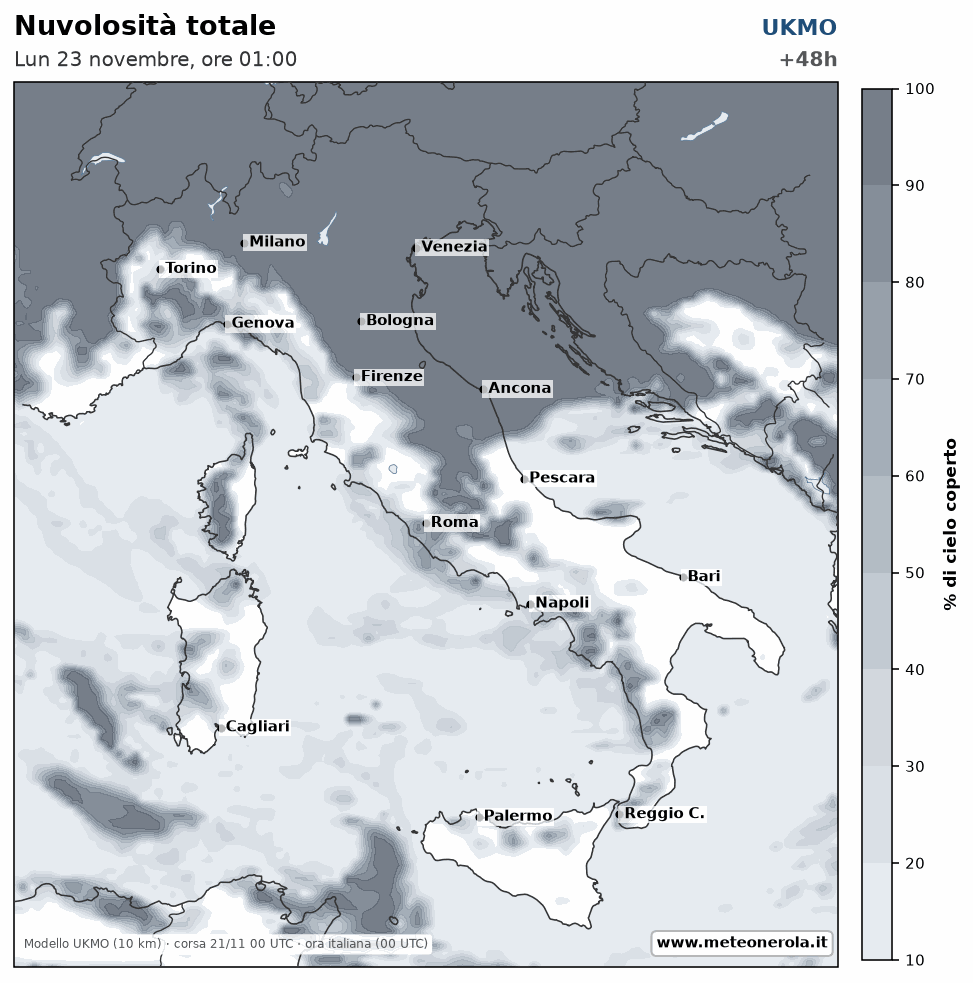 Nuvolosità totale
UKMO
Lun 23 novembre, ore 01:00
+48h
100
90
80
70
60
50
40
30
20
10
% di cielo coperto
Milano
Venezia
Torino
Genova
Bologna
Firenze
Ancona
Pescara
Roma
Bari
Napoli
Cagliari
Palermo
Reggio C.
Modello UKMO (10 km) · corsa 21/11 00 UTC · ora italiana (00 UTC)
www.meteonerola.it